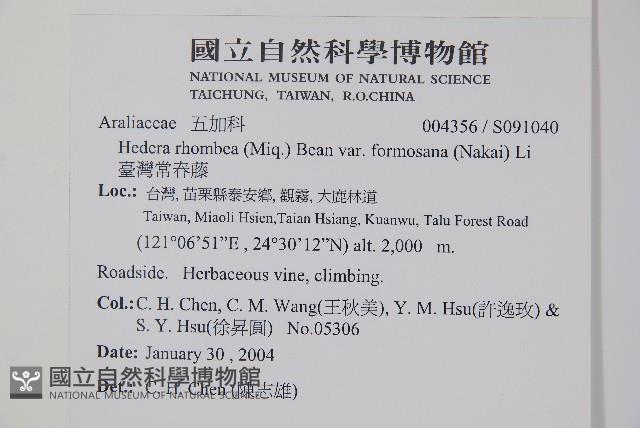 國立自然科學博物館
NATIONAL MUSEUM OF NATURAL SCIENCE
TAICHUNG, TAIWAN, R.O.CHINA
Araliaceae 五加科 004356 / S091040
Hedera rhombea (Miq.) Bean var. formosana (Nakai) Li
臺灣常春藤
Loc.: 台灣, 苗栗縣泰安鄉, 觀霧, 大鹿林道
Taiwan, Miaoli Hsien,Taian Hsiang, Kuanwu, Talu Forest Road
(121°06’51”E , 24°30’12”N) alt. 2,000 m.
Roadside. Herbaceous vine, climbing.
Col.: C. H. Chen, C. M. Wang(王秋美), Y. M. Hsu(許逸玫) &
S. Y. Hsu(徐昇圓) No.05306
Date: January 30 , 2004
Det.: C. H. Chen (陳志雄)
國立自然科學博物館
NATIONAL MUSEUM OF NATURAL SCIENCE